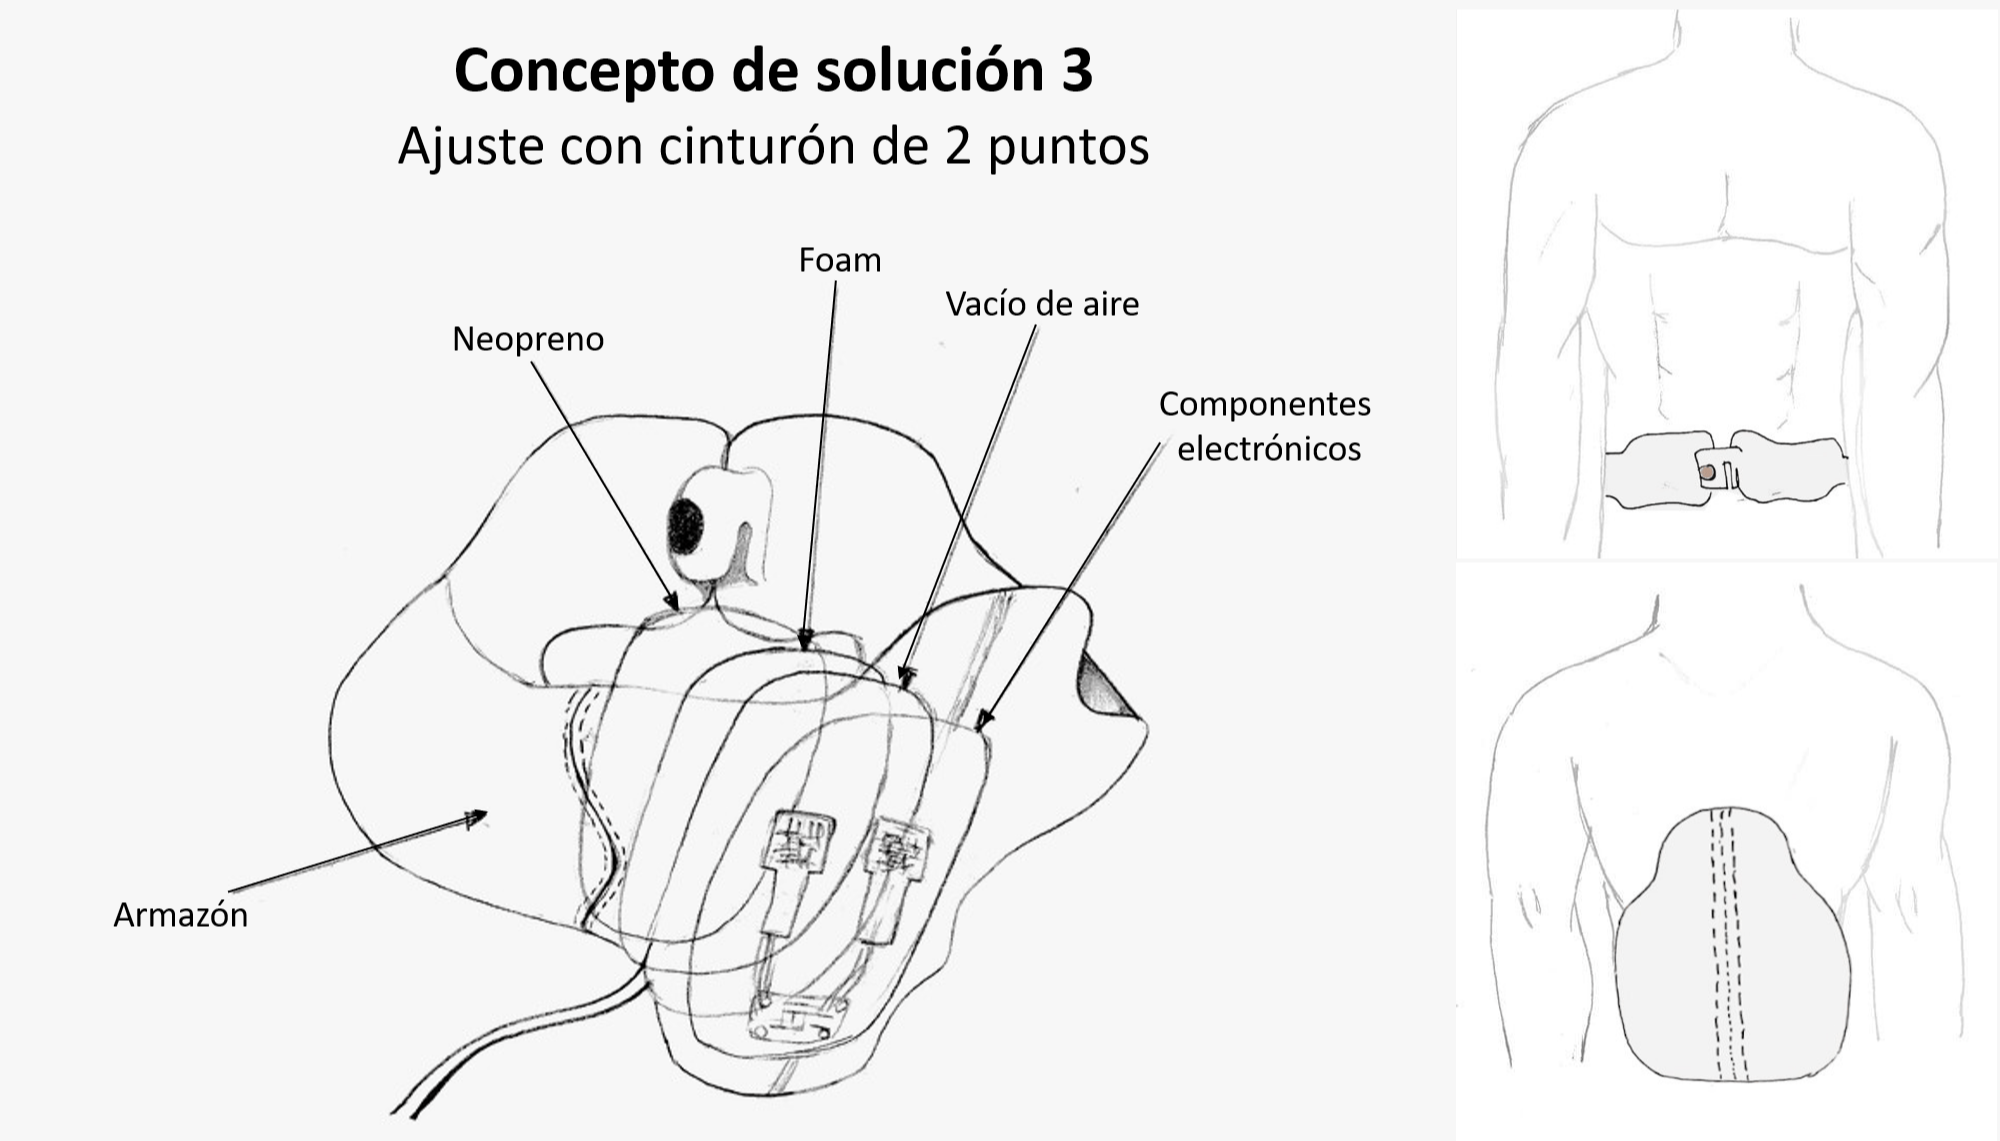 Concepto de solución 3
Ajuste con cinturón de 2 puntos
Foam
Vacío de aire
Neopreno
Componentes
electrónicos
Armazón